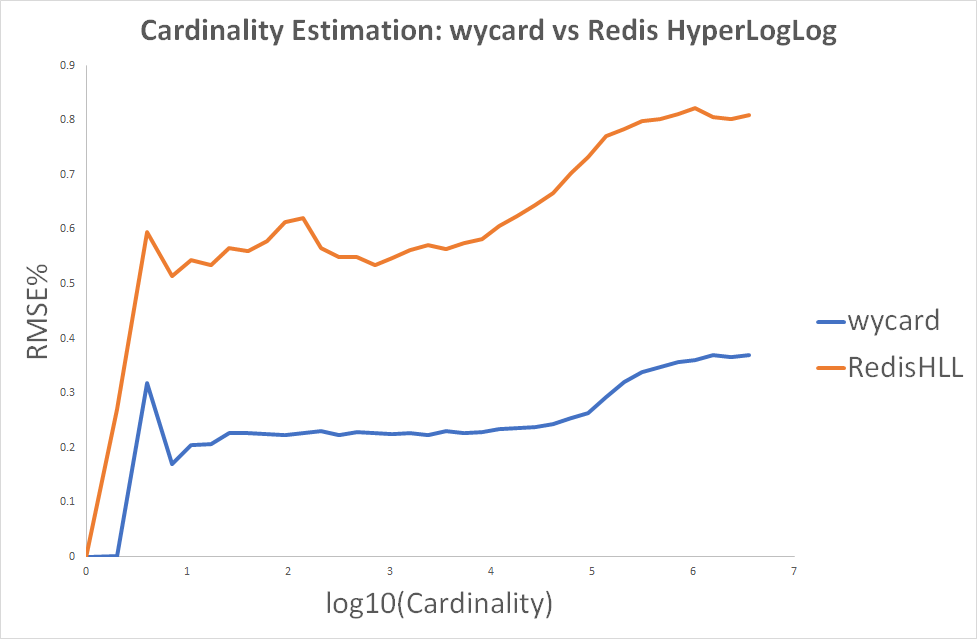 Cardinality Estimation: wycard vs Redis HyperLogLog
0.9
0.8
0.7
0.6
0.5
0.4
0.3
0.2
0.1
0
RMSE%
0 1 2 3 4 5 6 7
log10(Cardinality)
wycard
RedisHLL